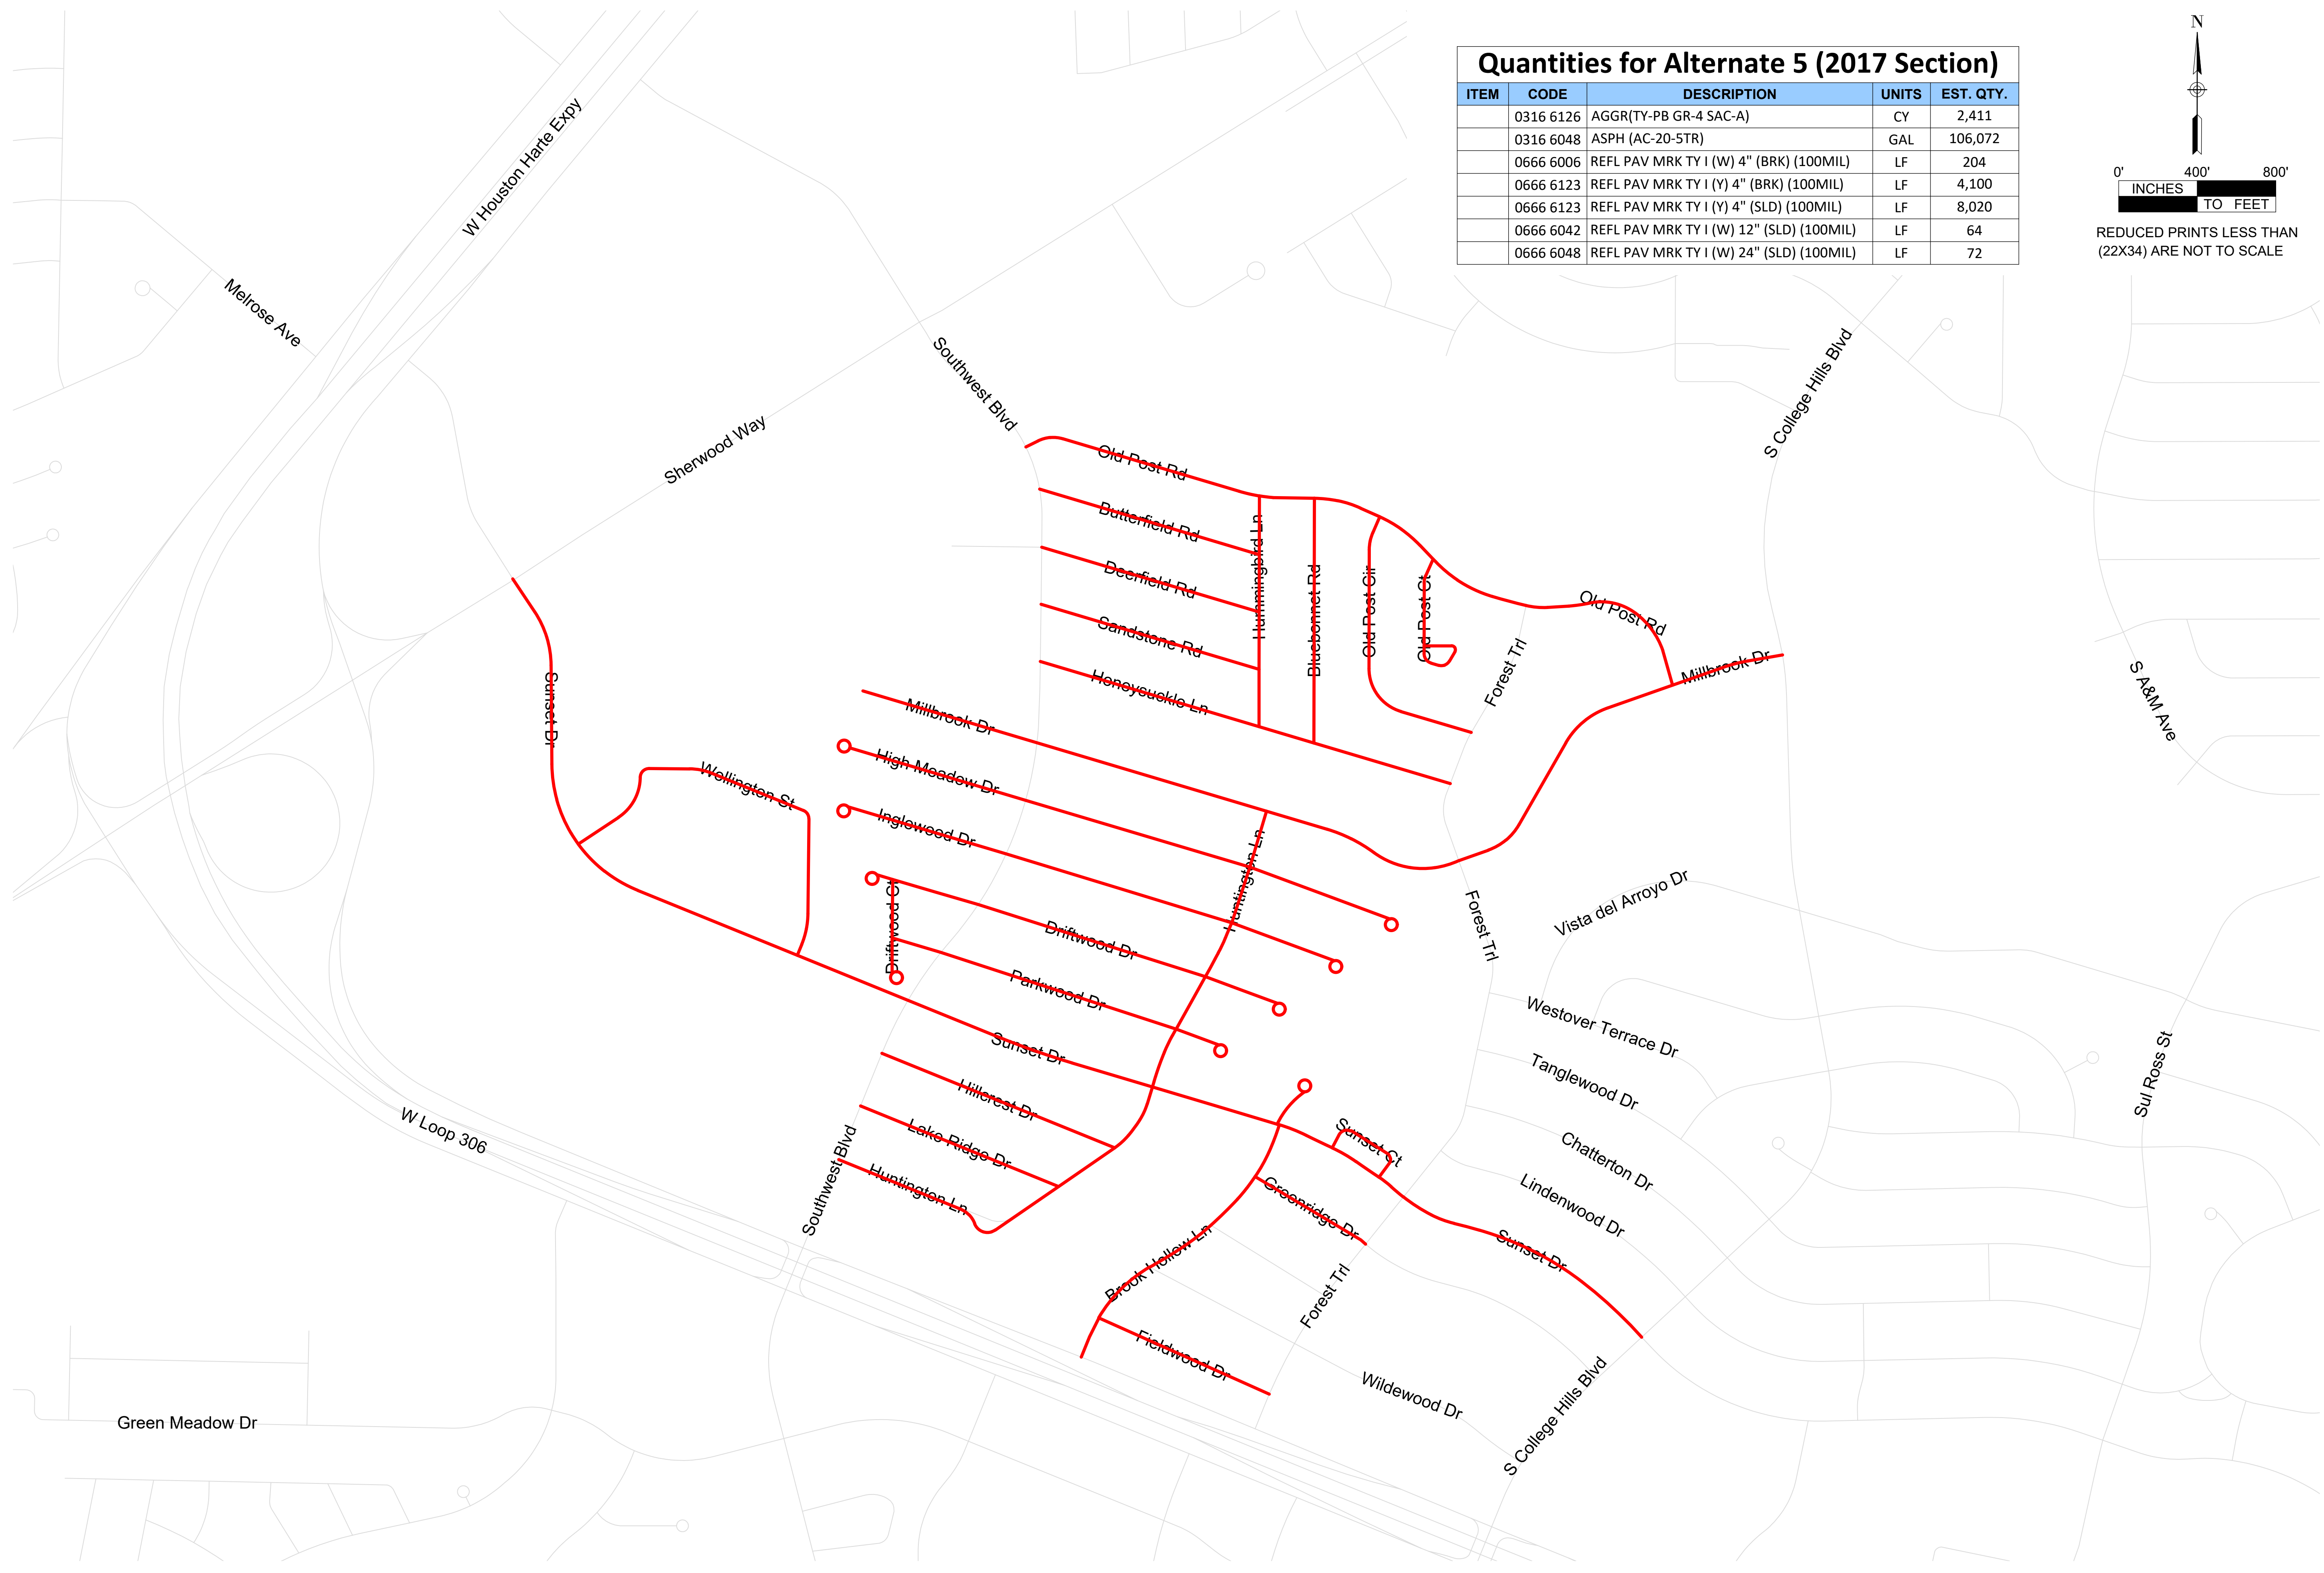 Quantities for Alternate 5 (2017 Section)
ITEM CODE DESCRIPTION UNITS EST. QTY.
0316 6126 AGGR(TY-PB GR-4 SAC-A) CY 2,411
0316 6048 ASPH (AC-20-5TR) GAL 106,072
0666 6006 REFL PAV MRK TY I (W) 4" (BRK) (100MIL) LF 204
0666 6123 REFL PAV MRK TY I (Y) 4" (BRK) (100MIL) LF 4,100
0666 6123 REFL PAV MRK TY I (Y) 4" (SLD) (100MIL) LF 8,020
0666 6042 REFL PAV MRK TY I (W) 12" (SLD) (100MIL) LF 64
0666 6048 REFL PAV MRK TY I (W) 24" (SLD) (100MIL) LF 72
N
0' 400' 800'
INCHES
TO FEET
REDUCED PRINTS LESS THAN
(22X34) ARE NOT TO SCALE
W Houston Harte Expy
Melrose Ave
Southwest Blvd
S College Hills Blvd
Sherwood Way
Old Post Rd
Butterfield Rd
Hummingbird Ln
Deerfield Rd
Bluebonnet Rd
Old Post Cir
Old Post Ct
Old Post Rd
Sandstone Rd
Forest Trl
Millbrook Dr
S A&M Ave
Honeysuckle Ln
Sunset Dr
Millbrook Dr
Wellington St
High Meadow Dr
Inglewood Dr
Huntington Ln
Driftwood Ct
Driftwood Dr
Forest Trl
Vista del Arroyo Dr
Parkwood Dr
Westover Terrace Dr
Sunset Dr
Tanglewood Dr
Sul Ross St
Hillcrest Dr
W Loop 306
Lake Ridge Dr
Sunset Ct
Chatterton Dr
Southwest Blvd
Huntington Ln
Greenridge Dr
Lindenwood Dr
Brook Hollow Ln
Sunset Dr
Forest Trl
Fieldwood Dr
Wildewood Dr
S College Hills Blvd
Green Meadow Dr